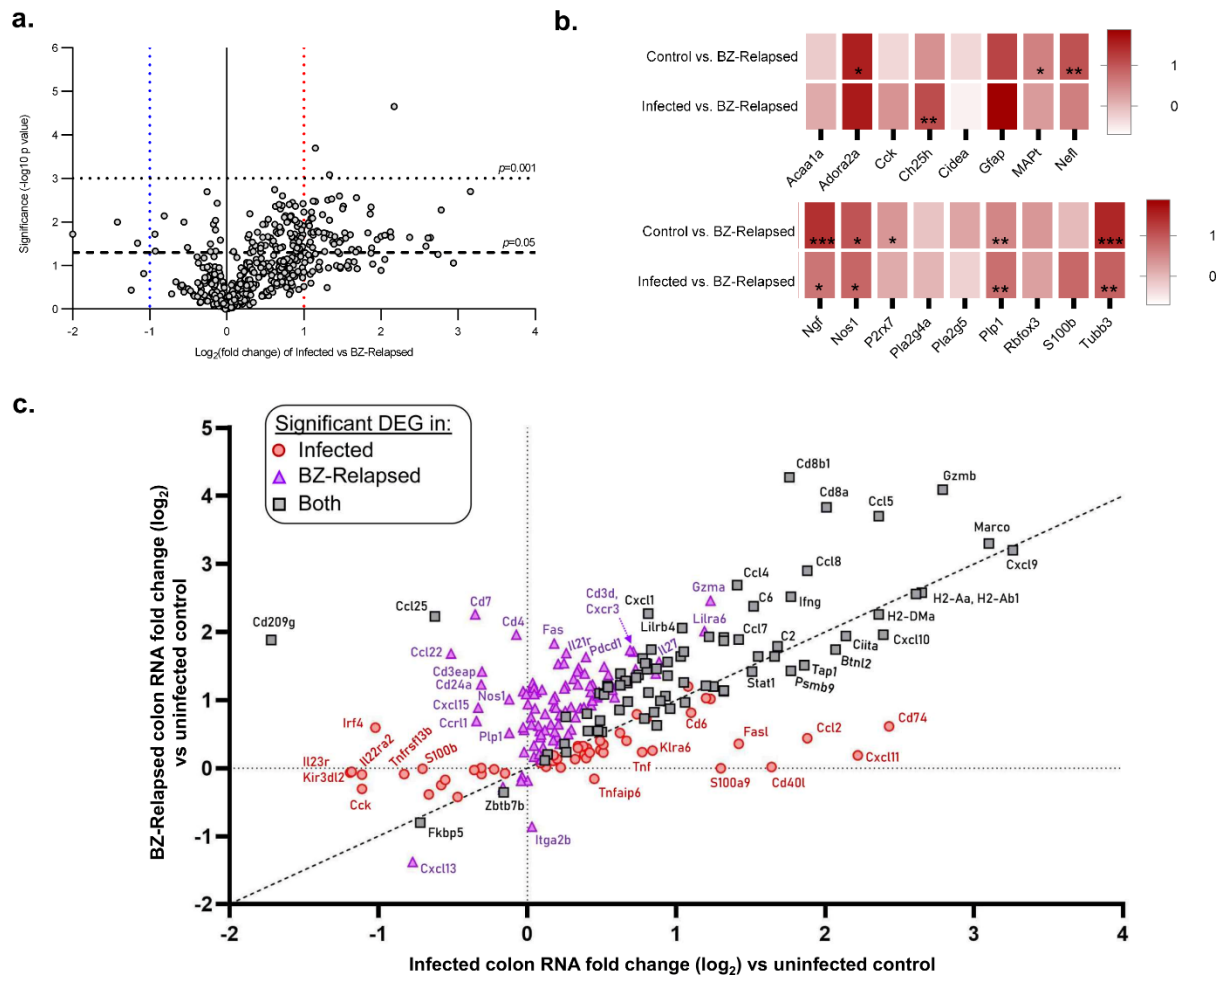 a.
6
5
4
3
2
1
0
-2
-1
0
1
2
3
4
Significance (-log10 p value)
Log2(fold change) of Infected vs BZ-Relapsed
p=0.001
p=0.05
b.
Control vs. BZ-Relapsed
* * **
Infected vs. BZ-Relapsed
**
Acaa1a
Adora2a
Cck
Ch25h
Cidea
Gfap
MAPt
Nefl
1
0
Control vs. BZ-Relapsed
*** * * ** ***
Infected vs. BZ-Relapsed
* * ** **
Ngf
Nos1
P2rx7
Pla2g4a
Pla2g5
Plp1
Rbfox3
S100b
Tubb3
1
0
c.
Significant DEG in:
Infected
BZ-Relapsed
Both
BZ-Relapsed colon RNA fold change (log2)
vs uninfected control
5
4
3
2
1
0
-1
-2
Cd8b1
Gzmb
Cd8a
Ccl5
Marco
Cxcl9
Ccl8
Ccl4
Cd3d,
Cxcr3
Gzma
Ifng
C6
H2-Aa, H2-Ab1
Cd7
Ccl25
Cxcl1
H2-DMa
Cd209g
Cd4
Fas
Lilrb4
Lilra6
Ccl7
C2
Cxcl10
Ciita
Ccl22
Il21r
Pdcd1
Il27
Btnl2
Cd3eap
Tap1
Cd24a
Stat1
Psmb9
Nos1
Cxcl15
Ccrl1
Irf4
Plp1
Cd6
Fasl
Ccl2
Cd74
Il22ra2
Tnfrsf13b
S100b
Klra6
Il23r
Kir3dl2
Tnf
Cxcl11
S100a9
Cd40l
Cck
Tnfaip6
Zbtb7b
Fkbp5
Itga2b
Cxcl13
-2
-1
0
1
2
3
4
Infected colon RNA fold change (log2) vs uninfected control